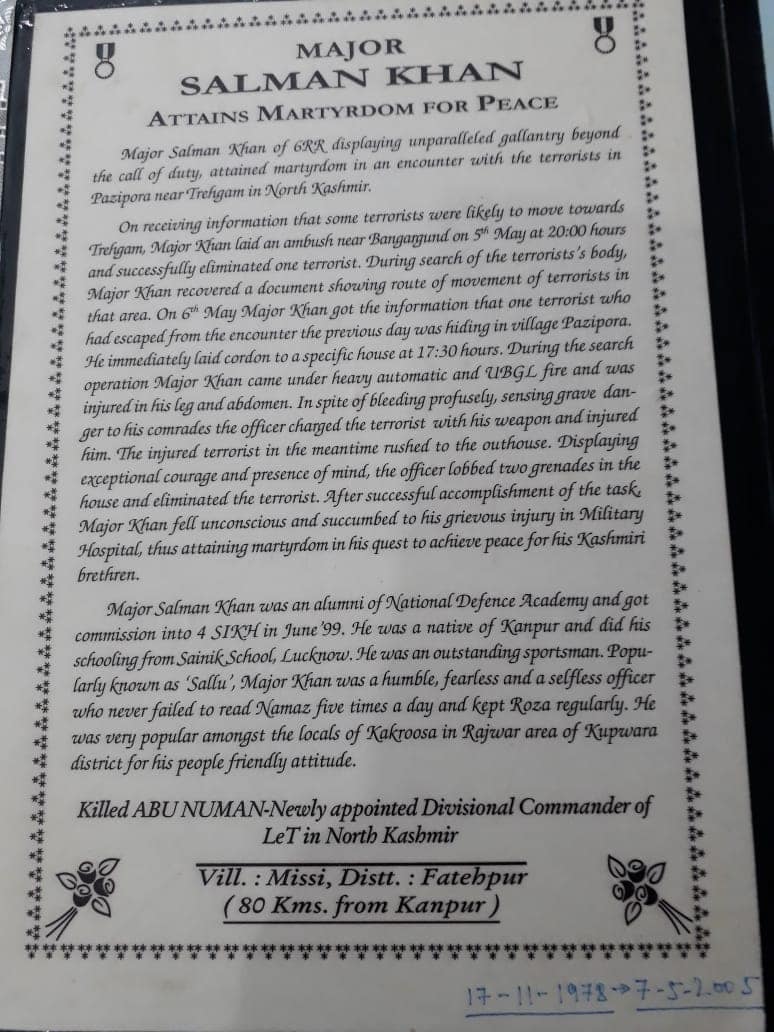 MAJOR
SALMAN KHAN
ATTAINS MARTYRDOM FOR PEACE
Major Salman Khan of 6RR displaying unparalleled gallantry beyond
the call of duty, attained martyrdom in an encounter with the terrorists in
Pazipora near Trehgam in North Kashmir.
On receiving information that some terrorists were likely to move towards
Trehgam, Major Khan laid an ambush near Bangargund on 5th May at 20:00 hours
and successfully eliminated one terrorist. During search of the terrorists's body,
Major Khan recovered a document showing route of movement of terrorists in
that area. On 6th May Major Khan got the information that one terrorist who
had escaped from the encounter the previous day was hiding in village Pazipora.
He immediately laid cordon to a specific house at 17:30 hours. During the search
operation Major Khan came under heavy automatic and UBGL fire and was
injured in his leg and abdomen. In spite of bleeding profusely, sensing grave dan-
ger to his comrades the officer charged the terrorist with his weapon and injured
him. The injured terrorist in the meantime rushed to the outhouse. Displaying
exceptional courage and presence of mind, the officer lobbed two grenades in the
house and eliminated the terrorist. After successful accomplishment of the task,
Major Khan fell unconscious and succumbed to his grievous injury in Military
Hospital, thus attaining martyrdom in his quest to achieve peace for his Kashmiri
brethren.
Major Salman Khan was an alumni of National Defence Academy and got
commission into 4 SIKH in June'99. He was a native of Kanpur and did his
schooling from Sainik School, Lucknow. He was an outstanding sportsman. Popu-
larly known as 'Sallu', Major Khan was a humble, fearless and a selfless officer
who never failed to read Namaz five times a day and kept Roza regularly. He
was very popular amongst the locals of Kakroosa in Rajwar area of Kupwara
district for his people friendly attitude.
Killed ABU NUMAN-Newly appointed Divisional Commander of
LeT in North Kashmir
Vill. : Missi, Distt. : Fatehpur
( 80 Kms. from Kanpur )
17-11-1978→7-5-2005